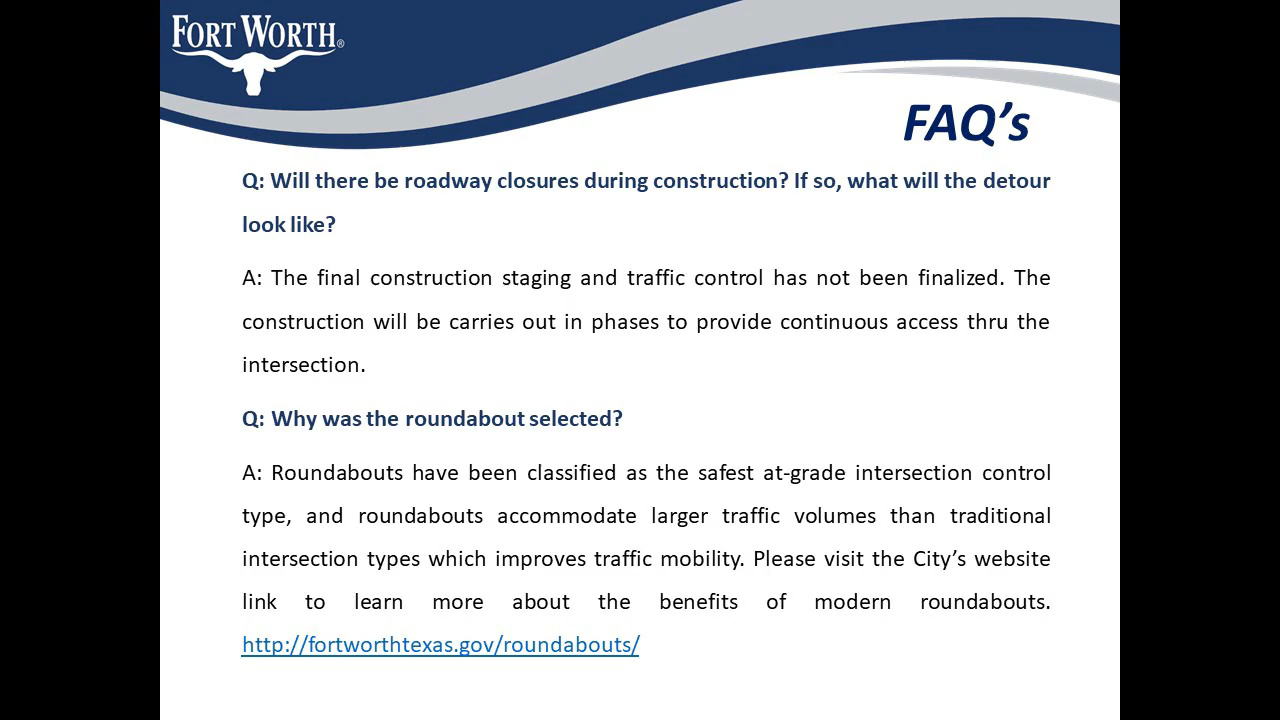 FORT WORTH®
FAQ's
Q: Will there be roadway closures during construction? If so, what will the detour
look like?
A: The final construction staging and traffic control has not been finalized. The
construction will be carries out in phases to provide continuous access thru the
intersection.
Q: Why was the roundabout selected?
A: Roundabouts have been classified as the safest at-grade intersection control
type, and roundabouts accommodate larger traffic volumes than traditional
intersection types which improves traffic mobility. Please visit the City’s website
link to learn more about the benefits of modern roundabouts.
http://fortworthtexas.gov/roundabouts/